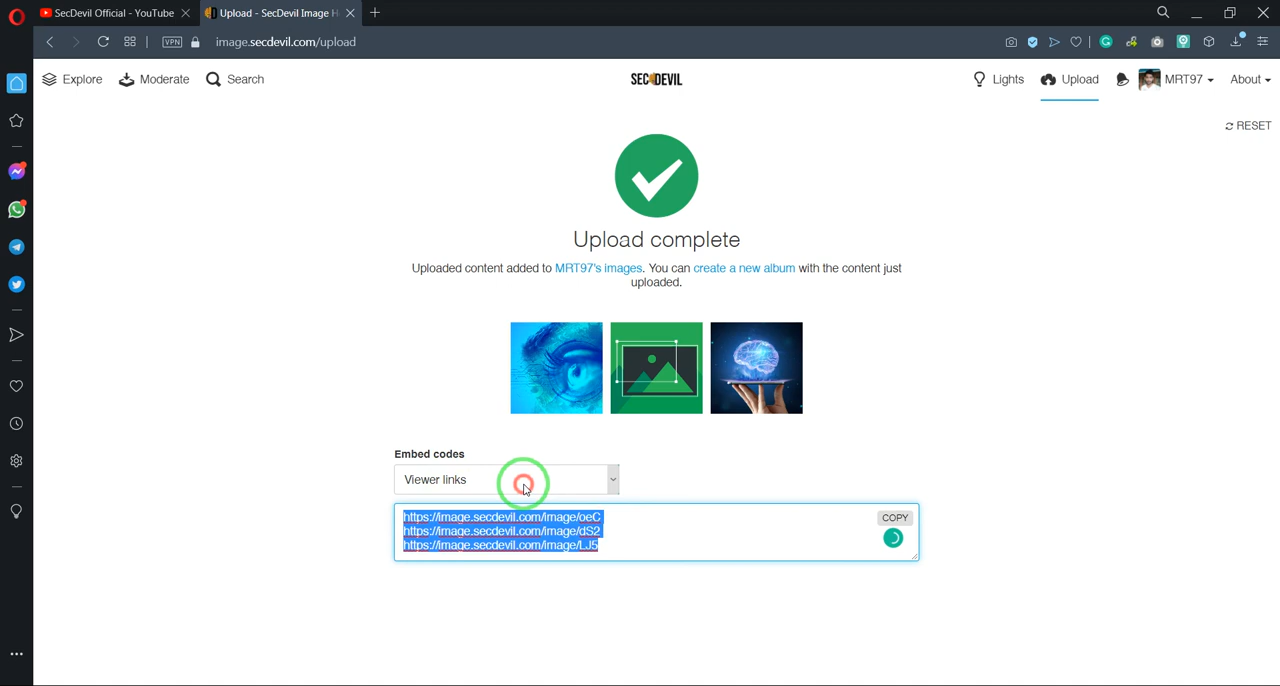 SecDevil Official - YouTube
Upload - SecDevil Image H
VPN
image.secdevil.com/upload
Explore
Moderate
Search
SECDEVIL
Lights
Upload
MRT97
About
RESET
Upload complete
Uploaded content added to MRT97's images. You can create a new album with the content just
uploaded.
Embed codes
Viewer links
https://image.secdevil.com/image/oeC
https://image.secdevil.com/image/dS2
https://image.secdevil.com/image/LJ5
COPY